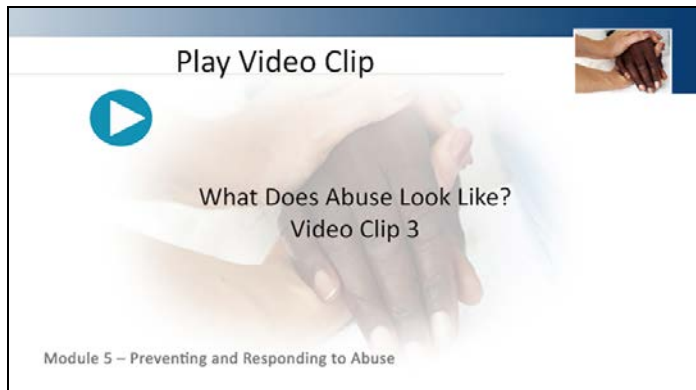 Play Video Clip
What Does Abuse Look Like?
Video Clip 3
Module 5 – Preventing and Responding to Abuse